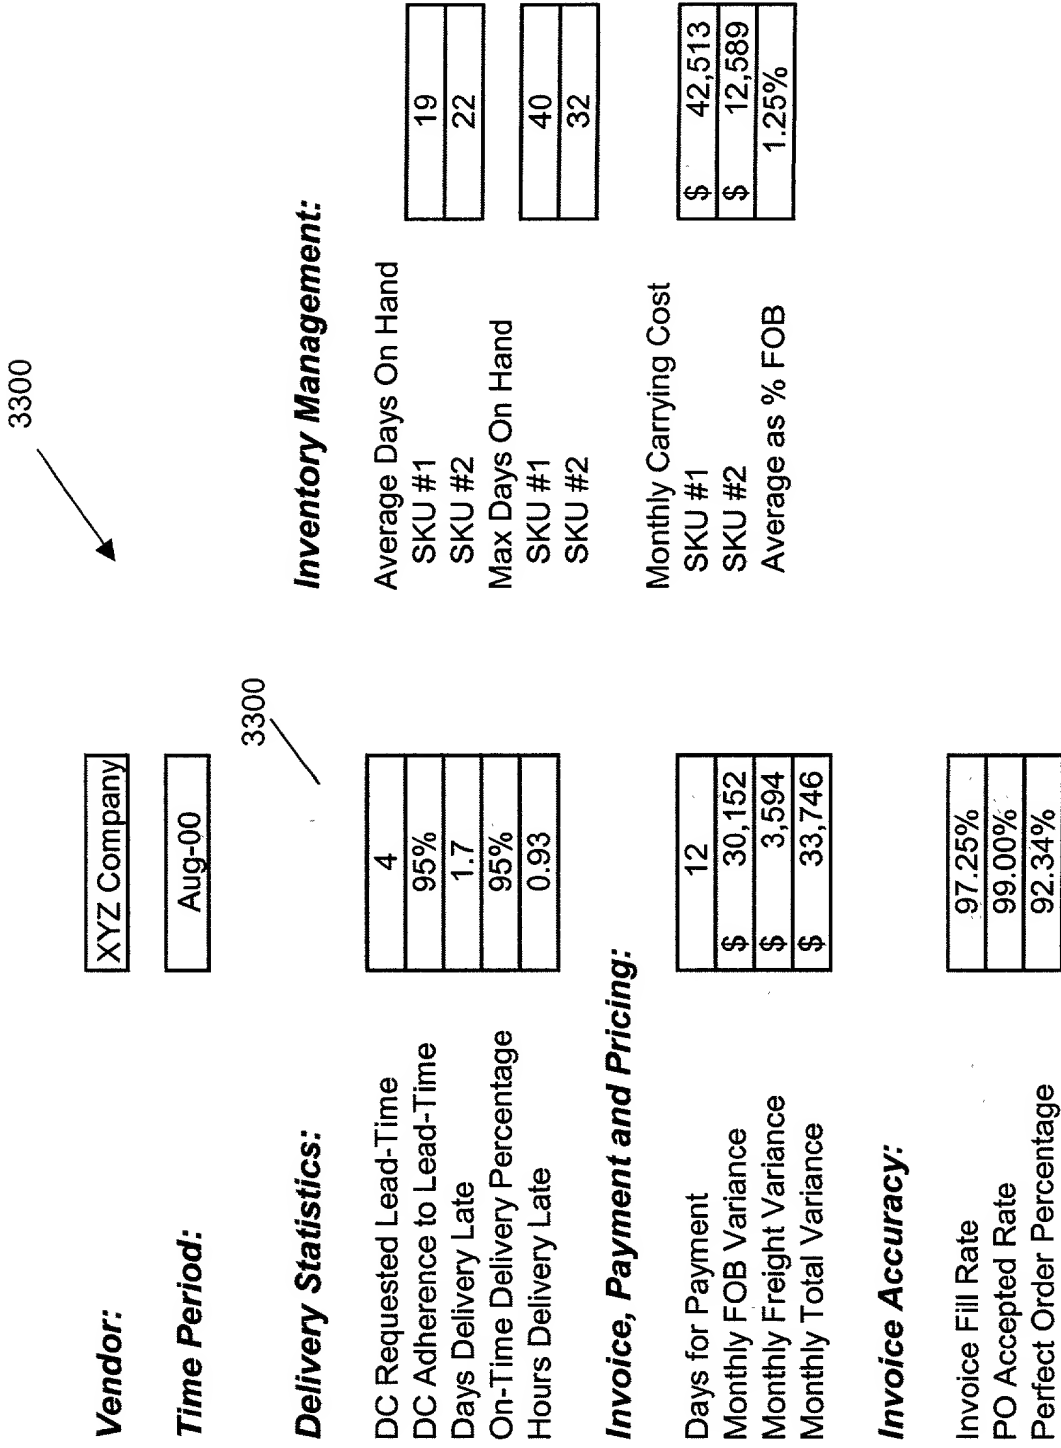 3300
Vendor: XYZ Company
Time Period: Aug-00
3300
Delivery Statistics:
DC Requested Lead-Time 4
DC Adherence to Lead-Time 95%
Days Delivery Late 1.7
On-Time Delivery Percentage 95%
Hours Delivery Late 0.93
Invoice, Payment and Pricing:
Days for Payment 12
Monthly FOB Variance $ 30,152
Monthly Freight Variance $ 3,594
Monthly Total Variance $ 33,746
Invoice Accuracy:
Invoice Fill Rate 97.25%
PO Accepted Rate 99.00%
Perfect Order Percentage 92.34%
Inventory Management:
Average Days On Hand
SKU #1 19
SKU #2 22
Max Days On Hand
SKU #1 40
SKU #2 32
Monthly Carrying Cost
SKU #1 $ 42,513
SKU #2 $ 12,589
Average as % FOB 1.25%